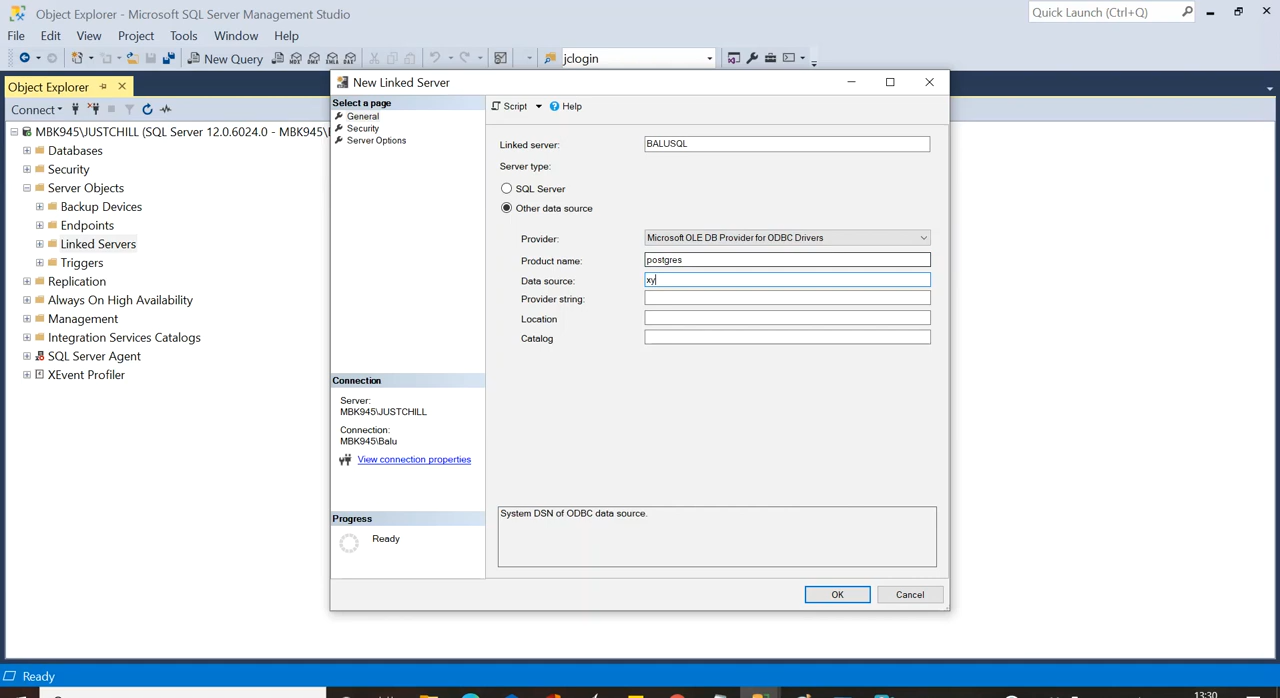 Object Explorer - Microsoft SQL Server Management Studio
Quick Launch (Ctrl+Q)
File Edit View Project Tools Window Help
New Query
jclogin
Object Explorer
Connect
MBK945\JUSTCHILL (SQL Server 12.0.6024.0 - MBK945\
Databases
Security
Server Objects
Backup Devices
Endpoints
Linked Servers
Triggers
Replication
Always On High Availability
Management
Integration Services Catalogs
SQL Server Agent
XEvent Profiler
New Linked Server
Select a page
General
Security
Server Options
Connection
Server:
MBK945\JUSTCHILL
Connection:
MBK945\Balu
View connection properties
Progress
Ready
Script Help
Linked server: BALUSQL
Server type:
SQL Server
Other data source
Provider: Microsoft OLE DB Provider for ODBC Drivers
Product name: postgres
Data source: xy
Provider string:
Location
Catalog
System DSN of ODBC data source.
OK Cancel
Ready
13:30